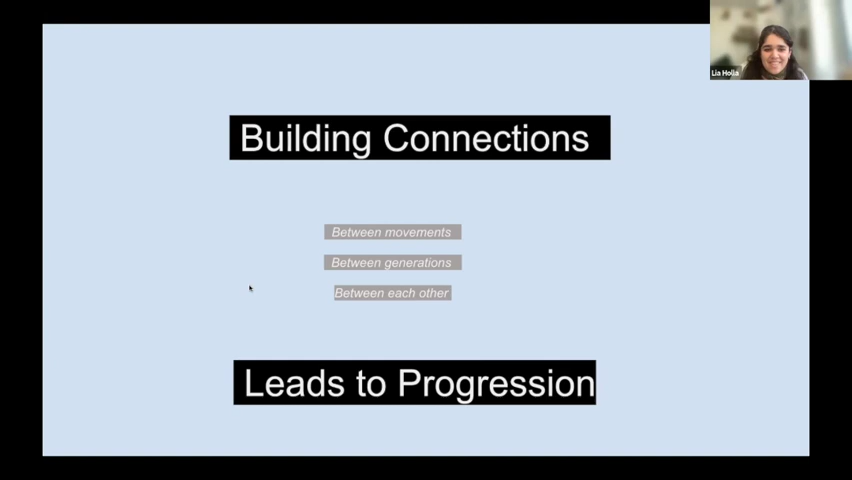 Lia Holla
Building Connections
Between movements
Between generations
Between each other
Leads to Progression